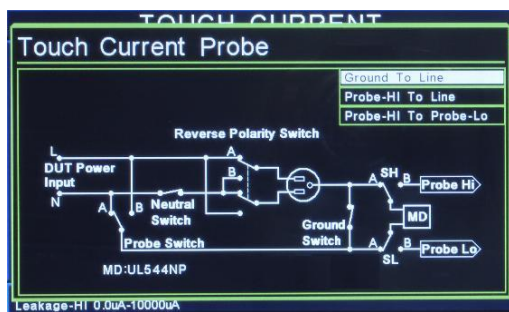 TOUCH CURRENT
Touch Current Probe
Ground To Line
Probe-HI To Line
Probe-HI To Probe-Lo
Reverse Polarity Switch
L
A
B
DUT Power
Input
N
A
B
Neutral
Switch
Ground
Switch
A
SH
B
Probe Hi
MD
Probe Switch
A
B
Probe Lo
SL
MD:UL544NP
Leakage-HI 0.0uA-10000uA